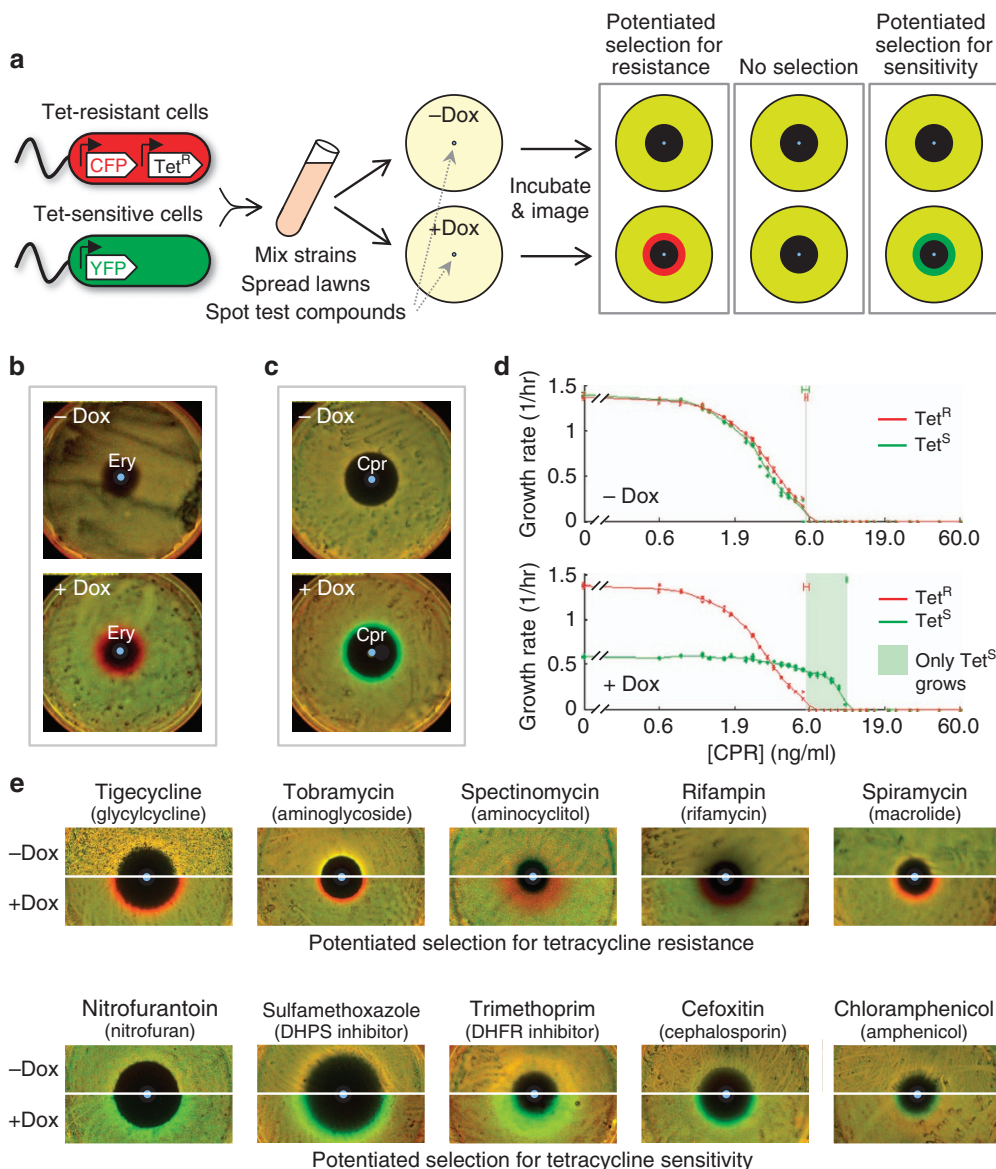 a
Tet-resistant cells
CFP
Tet^R
Tet-sensitive cells
YFP
Mix strains
Spread lawns
Spot test compounds
−Dox
+Dox
Incubate
& image
Potentiated
selection for
resistance
No selection
Potentiated
selection for
sensitivity
b
− Dox
Ery
+ Dox
Ery
c
− Dox
Cpr
+ Dox
Cpr
d
Growth rate (1/hr)
1.5
1
0.5
0
− Dox
Tet^R
Tet^S
0 0.6 1.9 6.0 19.0 60.0
Growth rate (1/hr)
1.5
1
0.5
0
+ Dox
Tet^R
Tet^S
Only Tet^S
grows
0 0.6 1.9 6.0 19.0 60.0
[CPR] (ng/ml)
e
Tigecycline Tobramycin Spectinomycin Rifampin Spiramycin
(glycylcycline) (aminoglycoside) (aminocyclitol) (rifamycin) (macrolide)
−Dox
+Dox
Potentiated selection for tetracycline resistance
Nitrofurantoin Sulfamethoxazole Trimethoprim Cefoxitin Chloramphenicol
(nitrofuran) (DHPS inhibitor) (DHFR inhibitor) (cephalosporin) (amphenicol)
−Dox
+Dox
Potentiated selection for tetracycline sensitivity